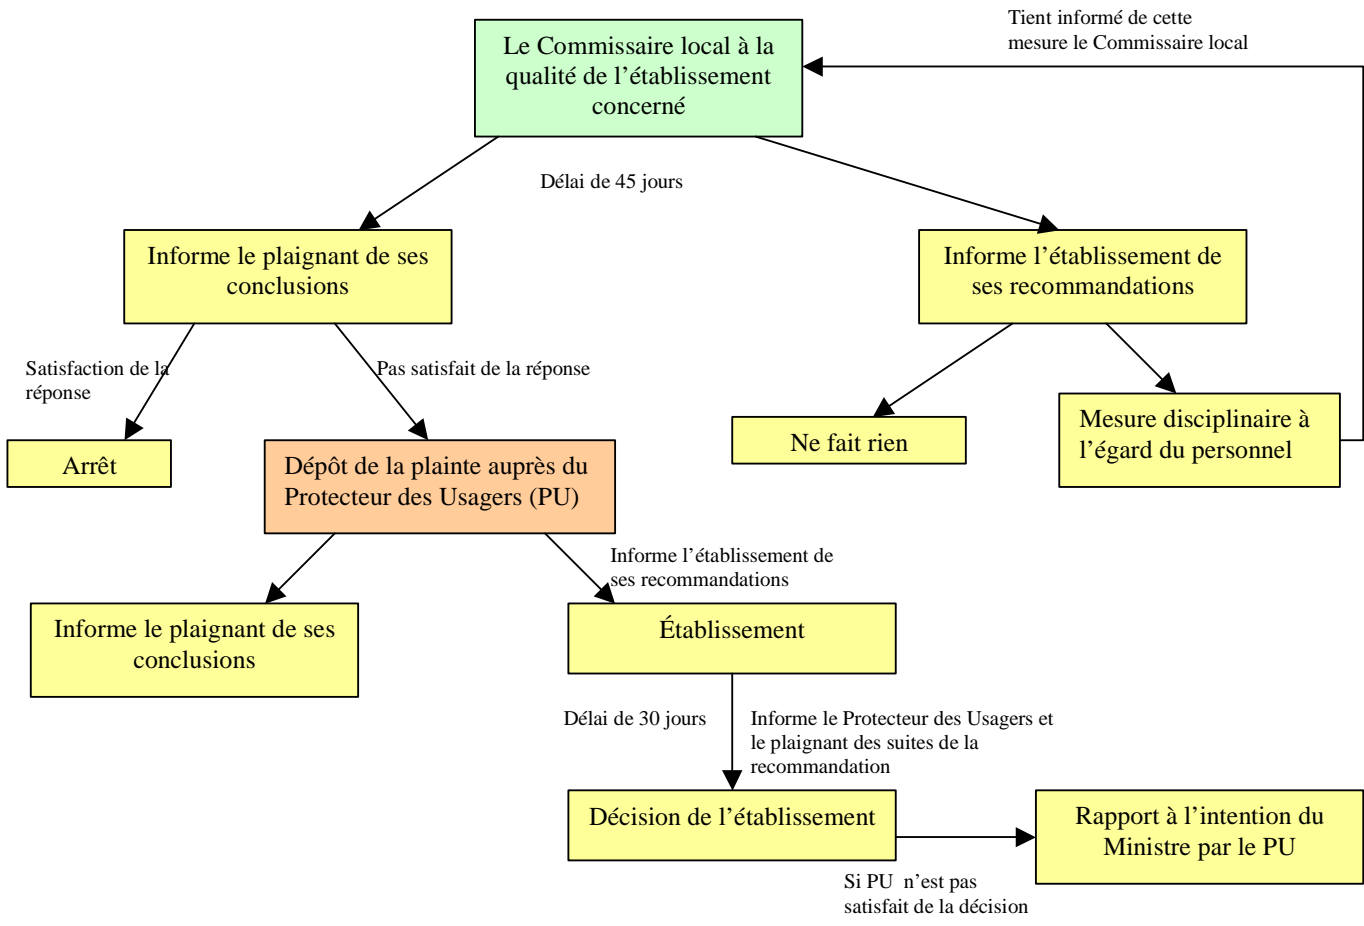 Tient informé de cette
mesure le Commissaire local
Le Commissaire local à la
qualité de l’établissement
concerné
Délai de 45 jours
Informe le plaignant de ses
conclusions
Informe l’établissement de
ses recommandations
Satisfaction de la
réponse
Pas satisfait de la réponse
Arrêt
Dépôt de la plainte auprès du
Protecteur des Usagers (PU)
Ne fait rien
Mesure disciplinaire à
l’égard du personnel
Informe l’établissement de
ses recommandations
Informe le plaignant de ses
conclusions
Établissement
Délai de 30 jours
Informe le Protecteur des Usagers et
le plaignant des suites de la
recommandation
Décision de l’établissement
Rapport à l’intention du
Ministre par le PU
Si PU  n’est pas
satisfait de la décision